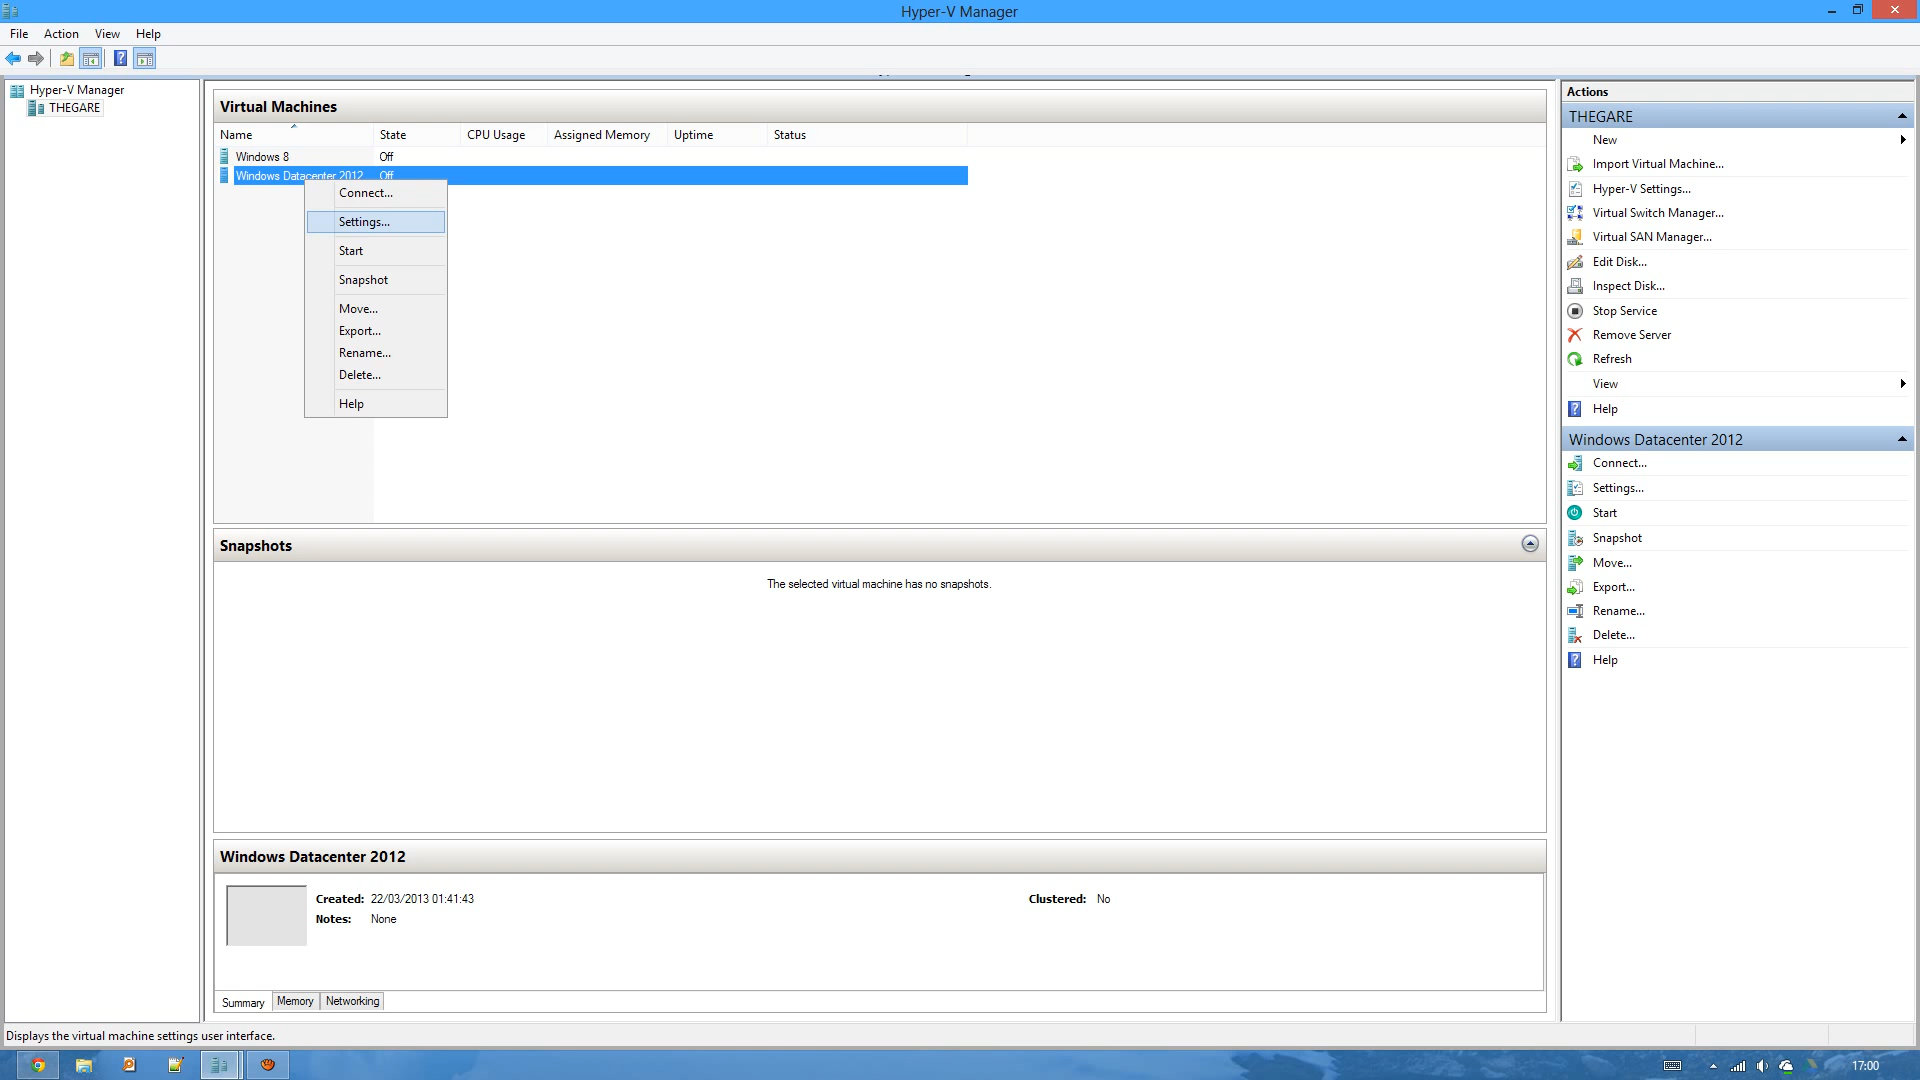 Hyper-V Manager
File Action View Help
Hyper-V Manager
THEGARE
Virtual Machines
Name State CPU Usage Assigned Memory Uptime Status
Windows 8 Off
Windows Datacenter 2012 Off
Connect...
Settings...
Start
Snapshot
Move...
Export...
Rename...
Delete...
Help
Snapshots
The selected virtual machine has no snapshots.
Windows Datacenter 2012
Created: 22/03/2013 01:41:43 Clustered: No
Notes: None
Summary Memory Networking
Actions
THEGARE
New
Import Virtual Machine...
Hyper-V Settings...
Virtual Switch Manager...
Virtual SAN Manager...
Edit Disk...
Inspect Disk...
Stop Service
Remove Server
Refresh
View
Help
Windows Datacenter 2012
Connect...
Settings...
Start
Snapshot
Move...
Export...
Rename...
Delete...
Help
Displays the virtual machine settings user interface.
17:00